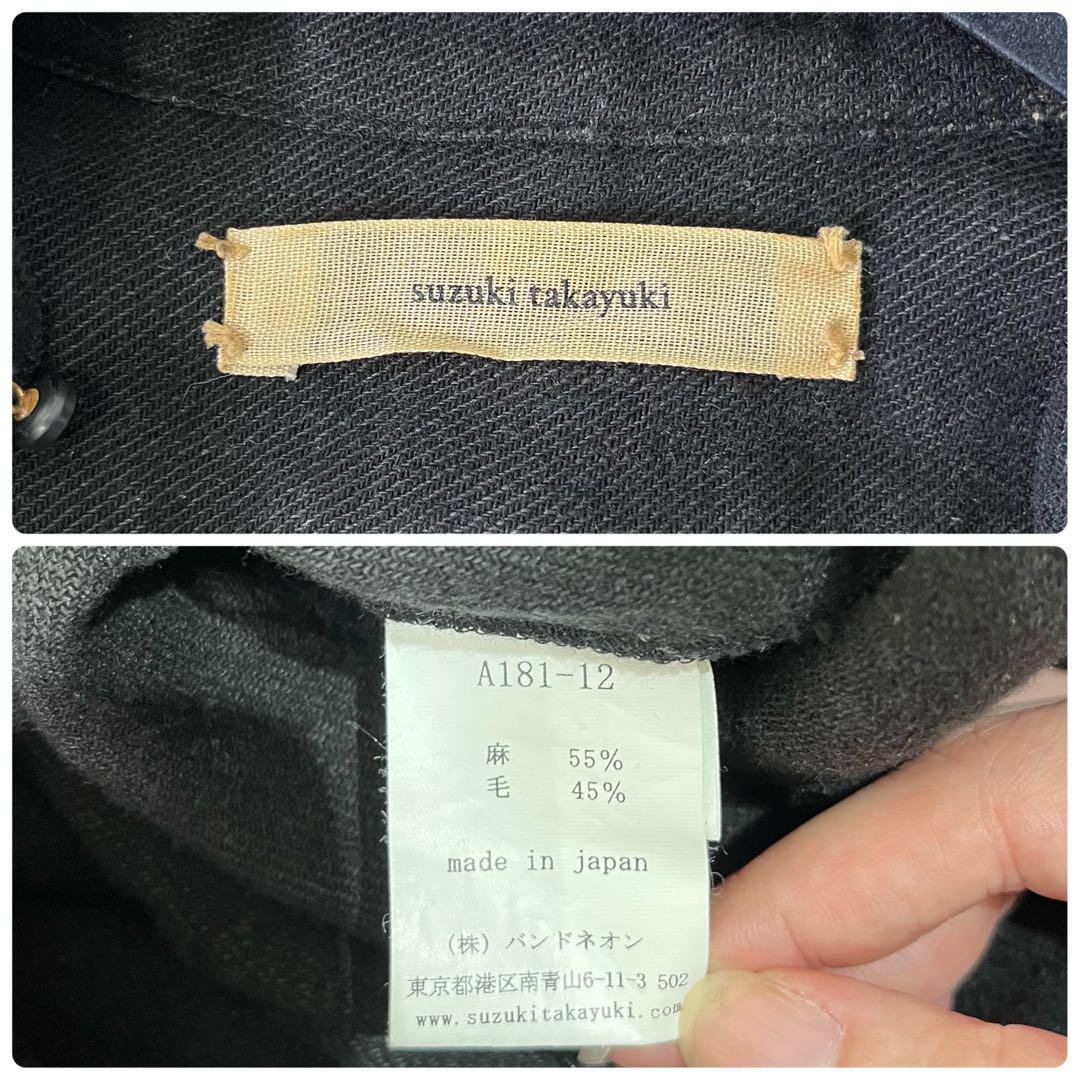 suzuki takayuki
A181-12
麻 55%
毛 45%
made in japan
(株) バンドネオン
東京都港区南青山6-11-3 502
www.suzukitakayuki.com